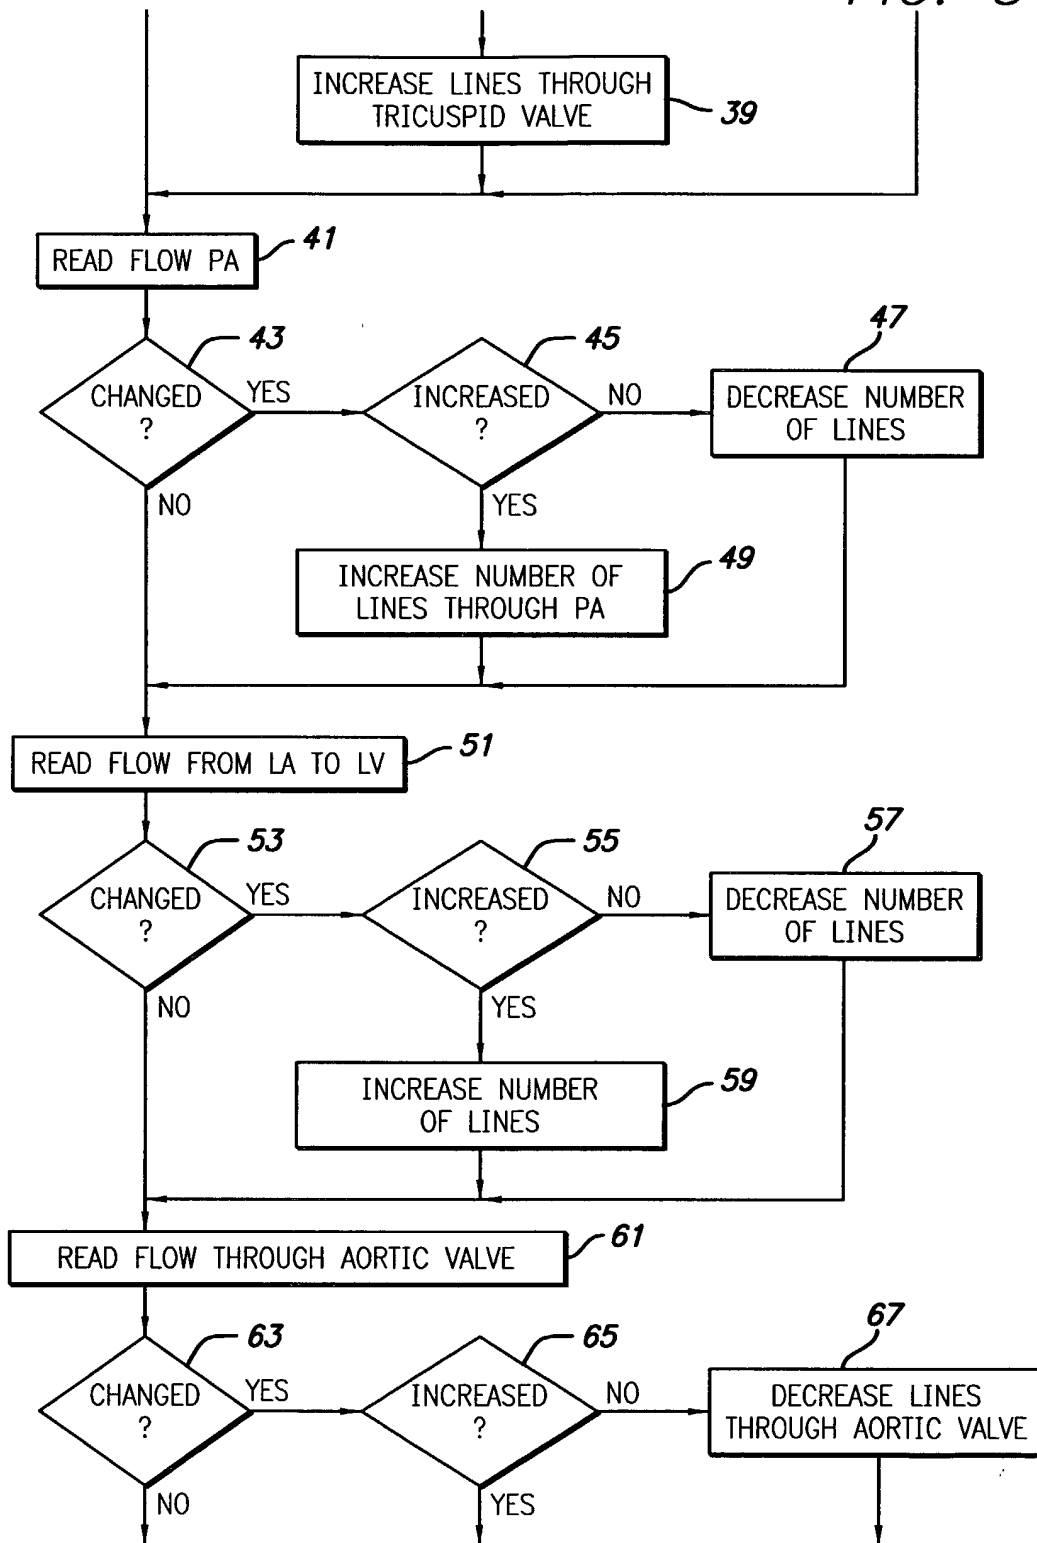 INCREASE LINES THROUGH
TRICUSPID VALVE
39
READ FLOW PA
41
43
45
47
CHANGED
?
YES
INCREASED
?
NO
DECREASE NUMBER
OF LINES
NO
YES
INCREASE NUMBER OF
LINES THROUGH PA
49
READ FLOW FROM LA TO LV
51
53
55
57
CHANGED
?
YES
INCREASED
?
NO
DECREASE NUMBER
OF LINES
NO
YES
INCREASE NUMBER
OF LINES
59
READ FLOW THROUGH AORTIC VALVE
61
63
65
67
CHANGED
?
YES
INCREASED
?
NO
DECREASE LINES
THROUGH AORTIC VALVE
NO
YES